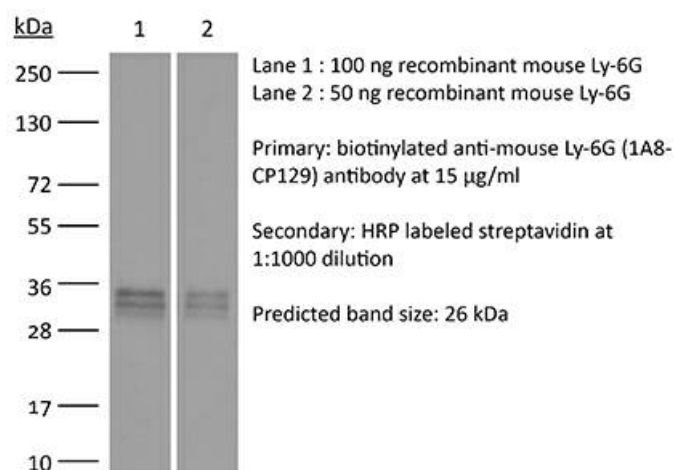 kDa
1 2
250
130
72
55
36
28
17
10
Lane 1 : 100 ng recombinant mouse Ly-6G
Lane 2 : 50 ng recombinant mouse Ly-6G
Primary: biotinylated anti-mouse Ly-6G (1A8-
CP129) antibody at 15 µg/ml
Secondary: HRP labeled streptavidin at
1:1000 dilution
Predicted band size: 26 kDa